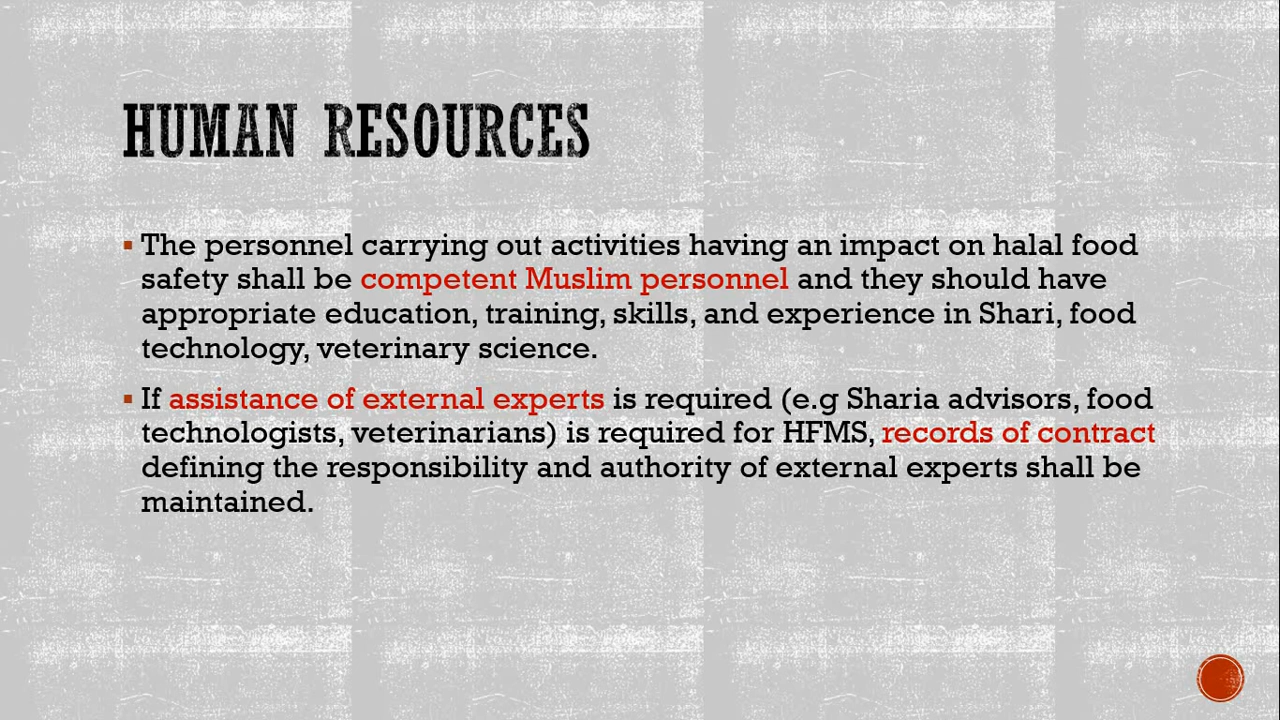 HUMAN RESOURCES
The personnel carrying out activities having an impact on halal food
safety shall be competent Muslim personnel and they should have
appropriate education, training, skills, and experience in Shari, food
technology, veterinary science.
If assistance of external experts is required (e.g Sharia advisors, food
technologists, veterinarians) is required for HFMS, records of contract
defining the responsibility and authority of external experts shall be
maintained.